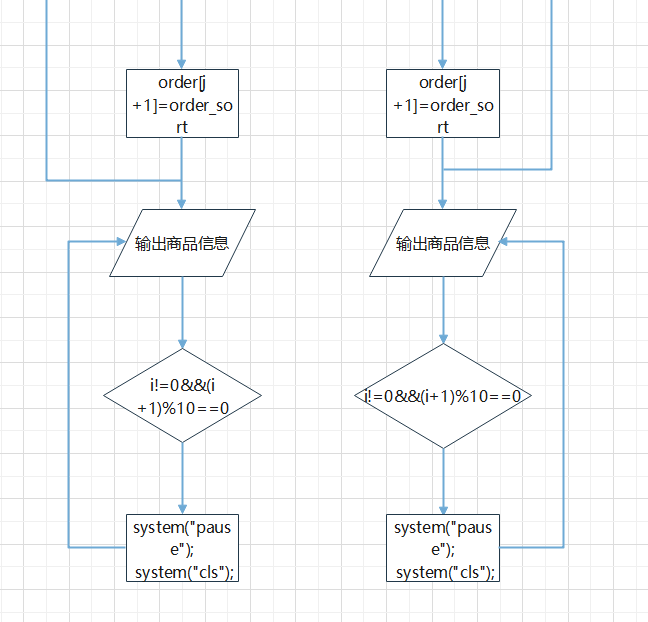 order[j
+1]=order_so
rt
order[j
+1]=order_so
rt
输出商品信息
输出商品信息
i!=0&&(i
+1)%10==0
i!=0&&(i+1)%10==0
system("paus
e");
system("cls");
system("paus
e");
system("cls");